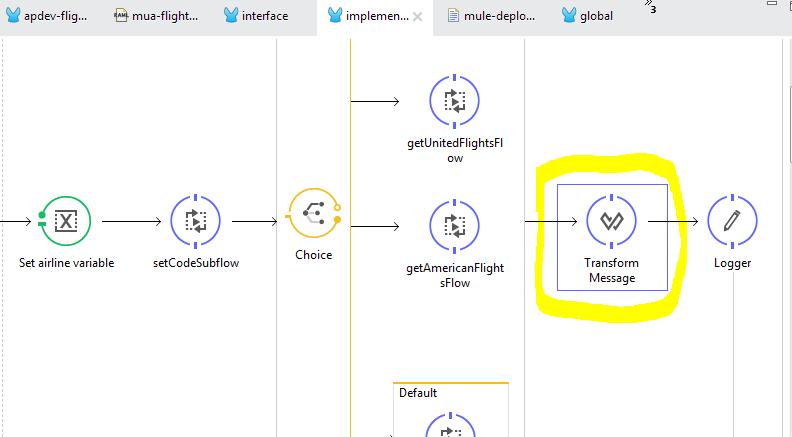 apdev-flig...
mua-flight...
interface
implemen...
mule-deplo...
global
3
getUnitedFlightsFl
ow
Set airline variable
setCodeSubflow
Choice
getAmericanFlight
sFlow
Transform
Message
Logger
Default